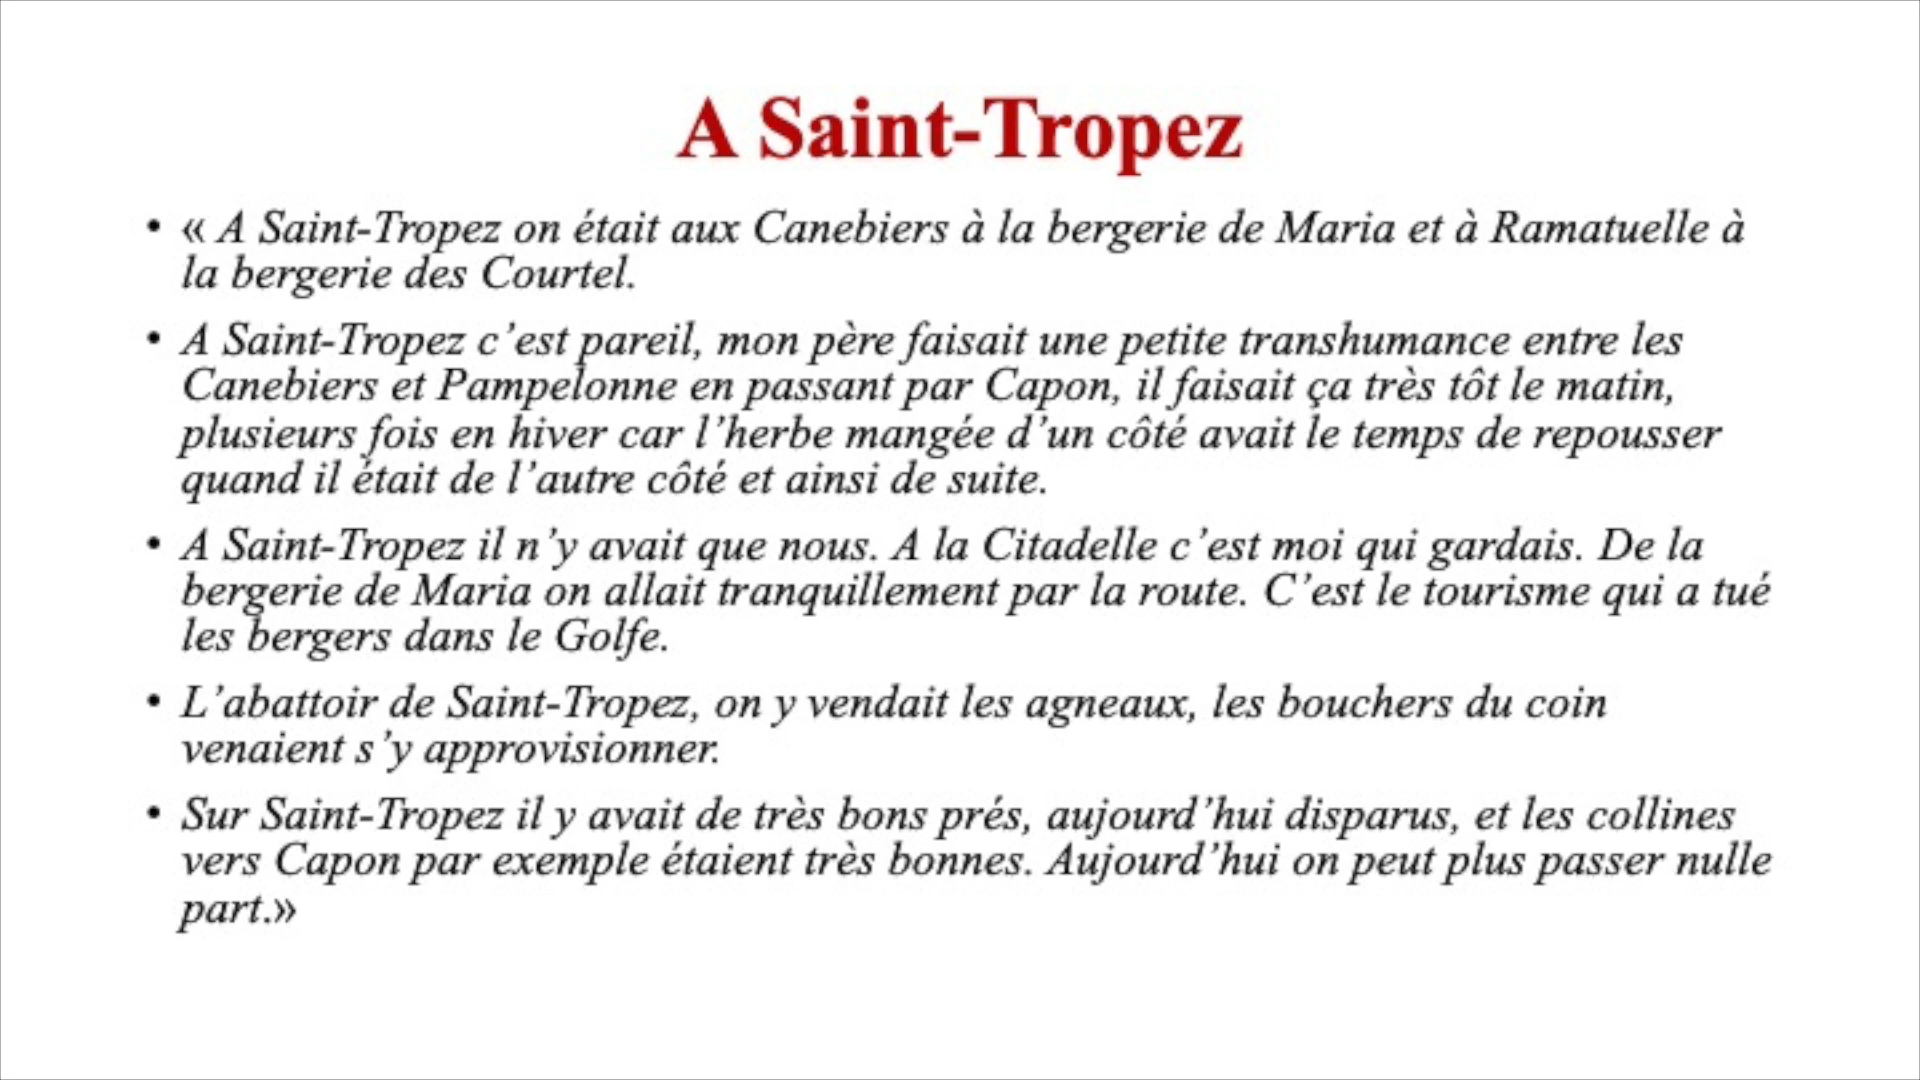 A Saint-Tropez
• « A Saint-Tropez on était aux Canebiers à la bergerie de Maria et à Ramatuelle à
la bergerie des Courtel.
• A Saint-Tropez c’est pareil, mon père faisait une petite transhumance entre les
Canebiers et Pampelonne en passant par Capon, il faisait ça très tôt le matin,
plusieurs fois en hiver car l’herbe mangée d’un côté avait le temps de repousser
quand il était de l’autre côté et ainsi de suite.
• A Saint-Tropez il n’y avait que nous. A la Citadelle c’est moi qui gardais. De la
bergerie de Maria on allait tranquillement par la route. C’est le tourisme qui a tué
les bergers dans le Golfe.
• L’abattoir de Saint-Tropez, on y vendait les agneaux, les bouchers du coin
venaient s’y approvisionner.
• Sur Saint-Tropez il y avait de très bons prés, aujourd’hui disparus, et les collines
vers Capon par exemple étaient très bonnes. Aujourd’hui on peut plus passer nulle
part.»